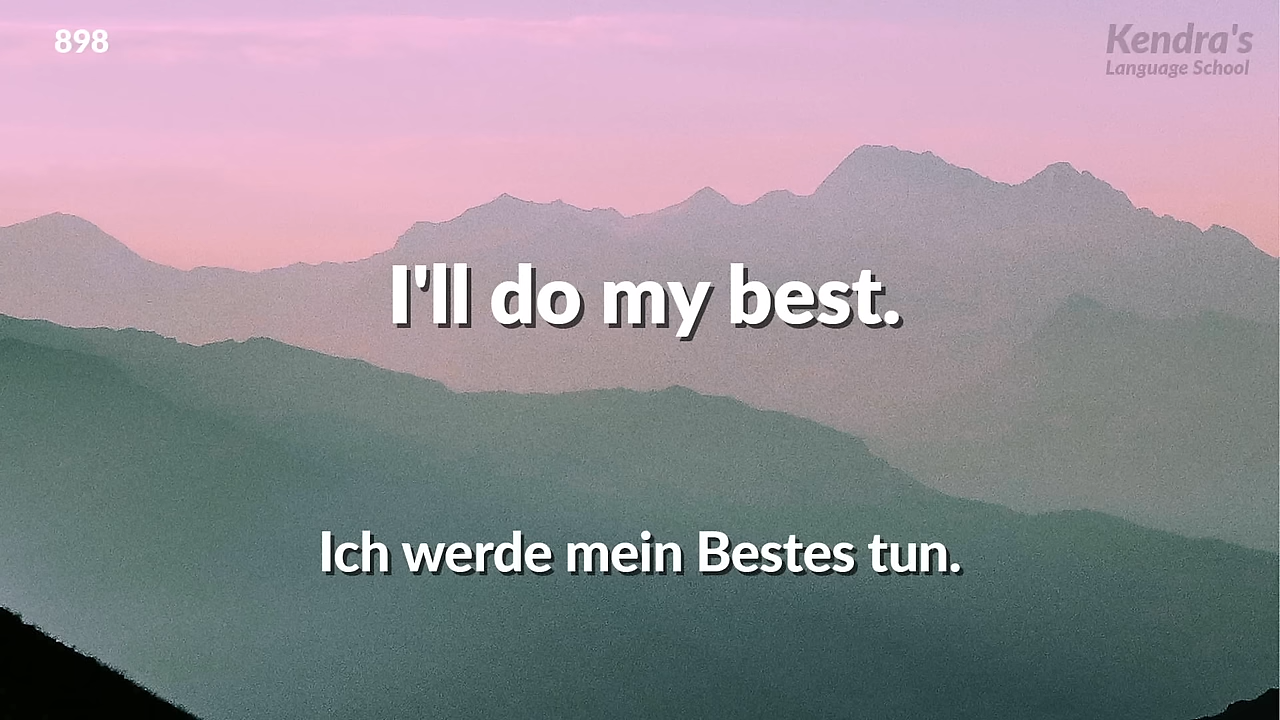 898
Kendra's
Language School
I'll do my best.
Ich werde mein Bestes tun.